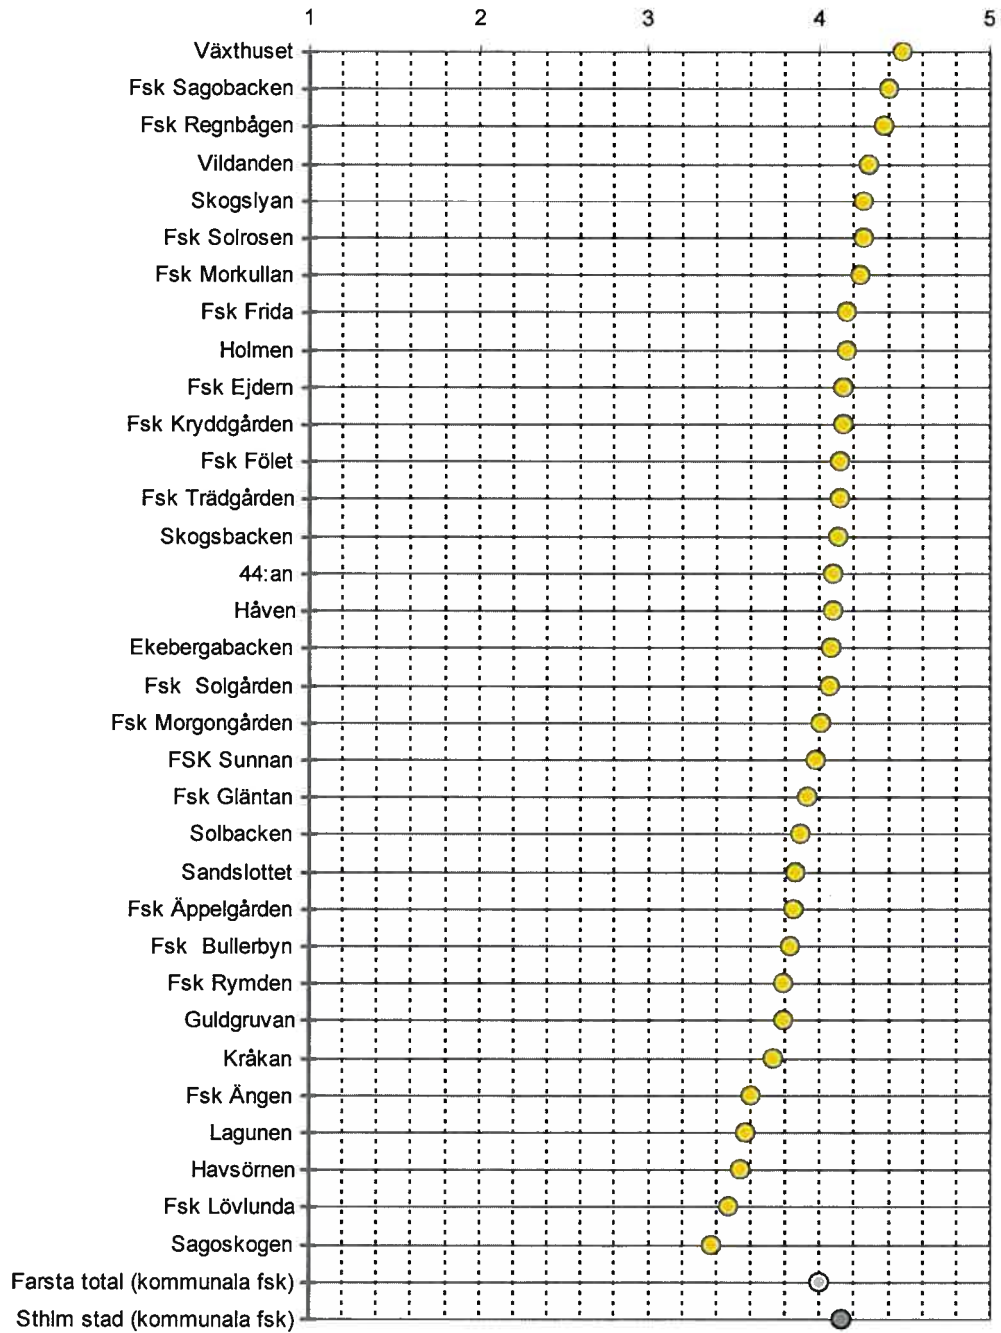 1 2 3 4 5
Växthuset
Fsk Sagobacken
Fsk Regnbågen
Vildanden
Skogslyan
Fsk Solrosen
Fsk Morkullan
Fsk Frida
Holmen
Fsk Ejdern
Fsk Kryddgården
Fsk Fölet
Fsk Trädgården
Skogsbacken
44:an
Håven
Ekebergabacken
Fsk Solgården
Fsk Morgongården
FSK Sunnan
Fsk Gläntan
Solbacken
Sandslottet
Fsk Äppelgården
Fsk Bullerbyn
Fsk Rymden
Guldgruvan
Kråkan
Fsk Ängen
Lagunen
Havsörnen
Fsk Lövlunda
Sagoskogen
Farsta total (kommunala fsk)
Sthlm stad (kommunala fsk)